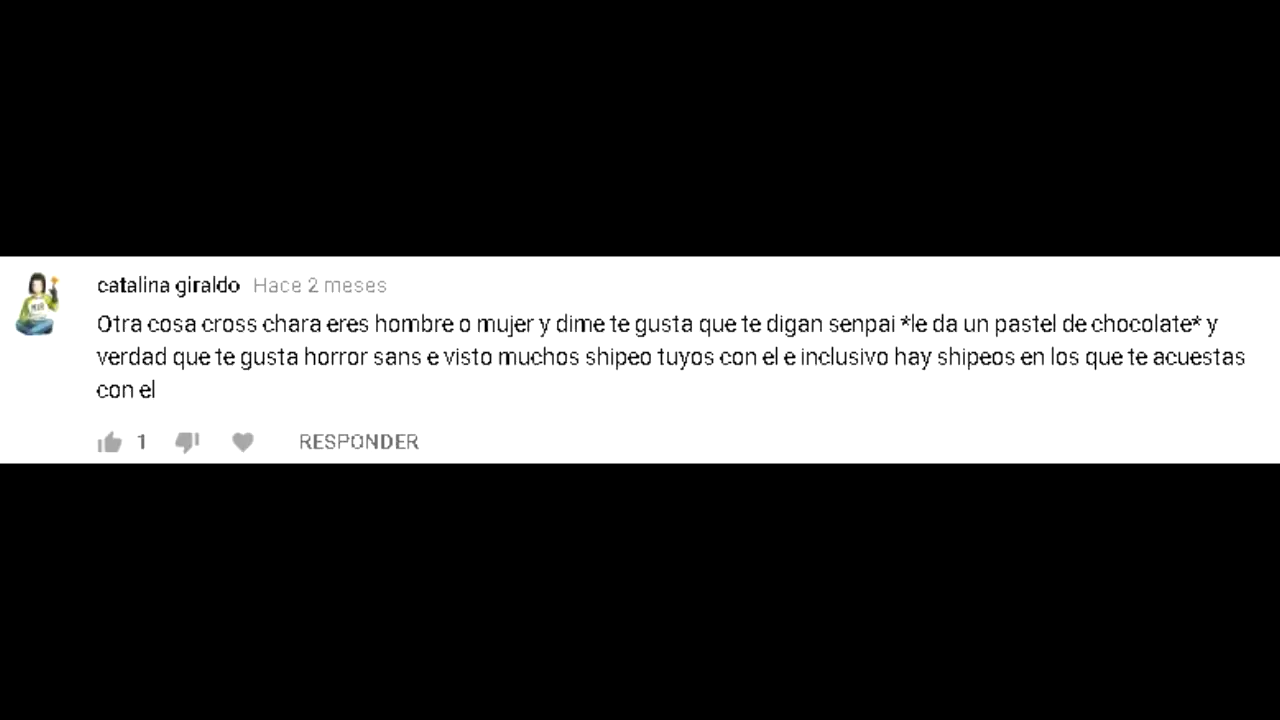 catalina giraldo Hace 2 meses
Otra cosa cross chara eres hombre o mujer y dime te gusta que te digan senpai *le da un pastel de chocolate* y
verdad que te gusta horror sans e visto muchos shipeo tuyos con el e inclusivo hay shipeos en los que te acuestas
con el
1 RESPONDER